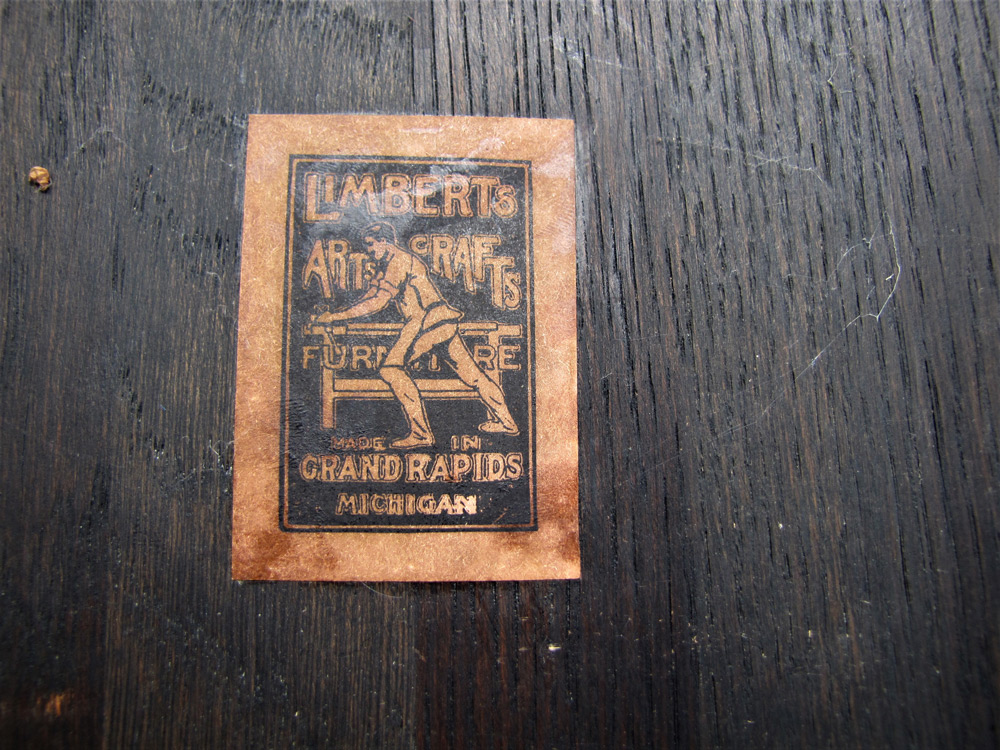 LIMBERTS
ARTS CRAFTS
FURNITURE
MADE IN
GRAND RAPIDS
MICHIGAN